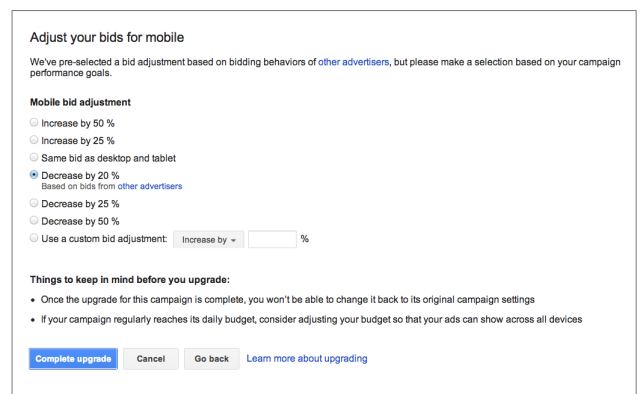 Adjust your bids for mobile
We've pre-selected a bid adjustment based on bidding behaviors of other advertisers, but please make a selection based on your campaign
performance goals.
Mobile bid adjustment
Increase by 50 %
Increase by 25 %
Same bid as desktop and tablet
Decrease by 20 %
Based on bids from other advertisers
Decrease by 25 %
Decrease by 50 %
Use a custom bid adjustment: Increase by %
Things to keep in mind before you upgrade:
• Once the upgrade for this campaign is complete, you won't be able to change it back to its original campaign settings
• If your campaign regularly reaches its daily budget, consider adjusting your budget so that your ads can show across all devices
Complete upgrade Cancel Go back Learn more about upgrading